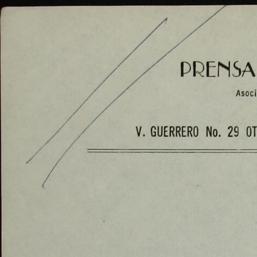 PRENSA
Asoci
V. GUERRERO No. 29 OT